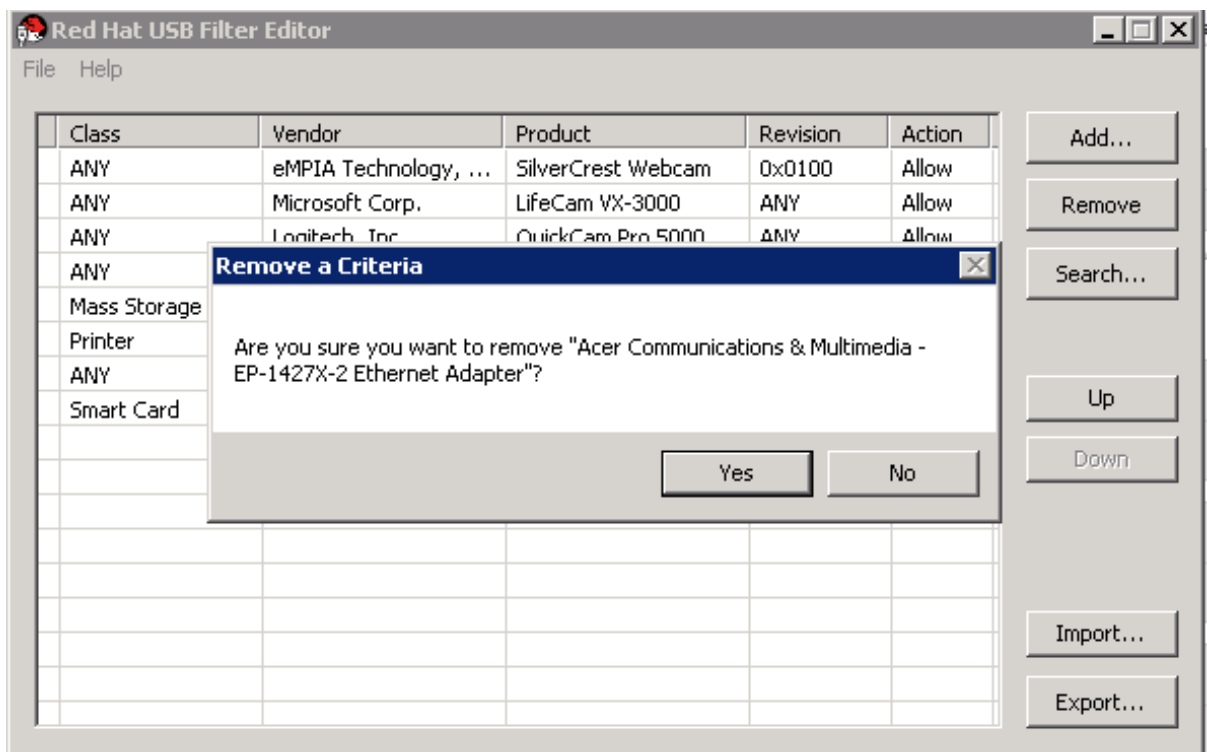 Red Hat USB Filter Editor
File Help
Class Vendor Product Revision Action
ANY eMPIA Technology, ... SilverCrest Webcam 0x0100 Allow
ANY Microsoft Corp. LifeCam VX-3000 ANY Allow
ANY Logitech, Inc. QuickCam Pro 5000 ANY Allow
ANY
Mass Storage
Printer
ANY
Smart Card
Remove a Criteria
Are you sure you want to remove "Acer Communications & Multimedia -
EP-1427X-2 Ethernet Adapter"?
Yes No
Add...
Remove
Search...
Up
Down
Import...
Export...